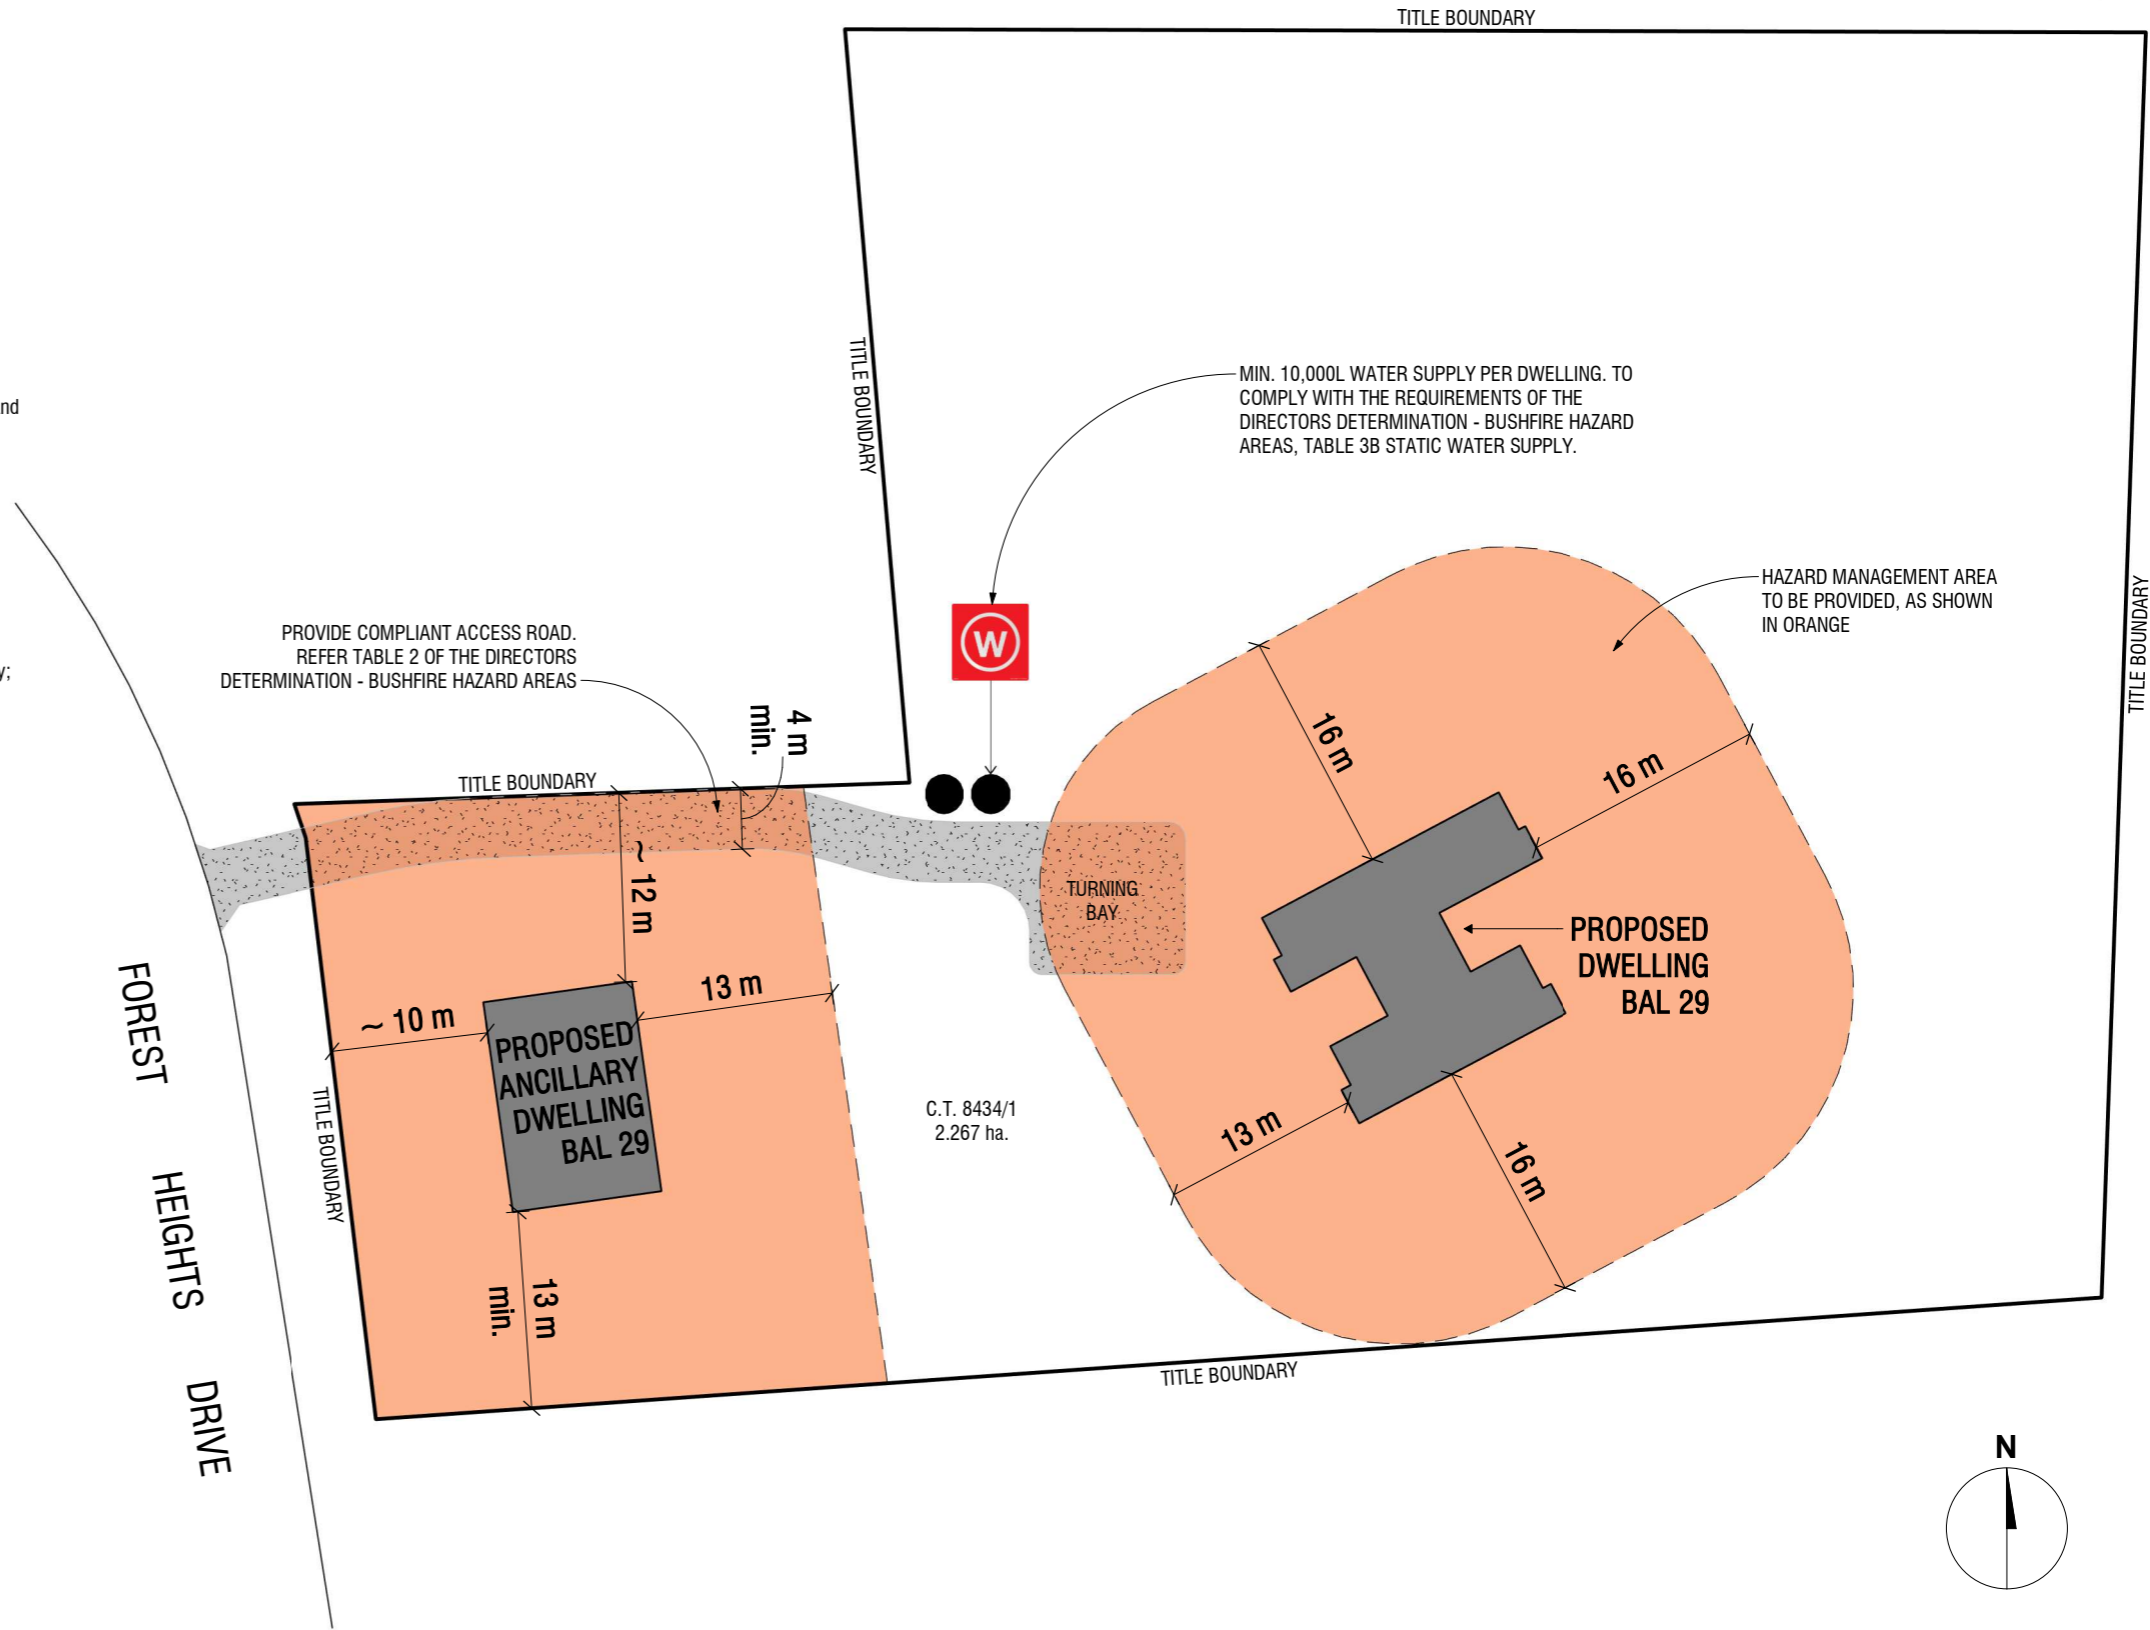 TITLE BOUNDARY
nd
TITLE BOUNDARY
MIN. 10,000L WATER SUPPLY PER DWELLING. TO
COMPLY WITH THE REQUIREMENTS OF THE
DIRECTORS DETERMINATION - BUSHFIRE HAZARD
AREAS, TABLE 3B STATIC WATER SUPPLY.
HAZARD MANAGEMENT AREA
TO BE PROVIDED, AS SHOWN
IN ORANGE
TITLE BOUNDARY
W
y;
PROVIDE COMPLIANT ACCESS ROAD.
REFER TABLE 2 OF THE DIRECTORS
DETERMINATION - BUSHFIRE HAZARD AREAS
4 m
min.
TITLE BOUNDARY
16 m
16 m
~ 12 m
TURNING
BAY
PROPOSED
DWELLING
BAL 29
13 m
~ 10 m
PROPOSED
ANCILLARY
DWELLING
BAL 29
TITLE BOUNDARY
C.T. 8434/1
2.267 ha.
13 m
16 m
13 m
min.
TITLE BOUNDARY
FOREST
HEIGHTS
DRIVE
N